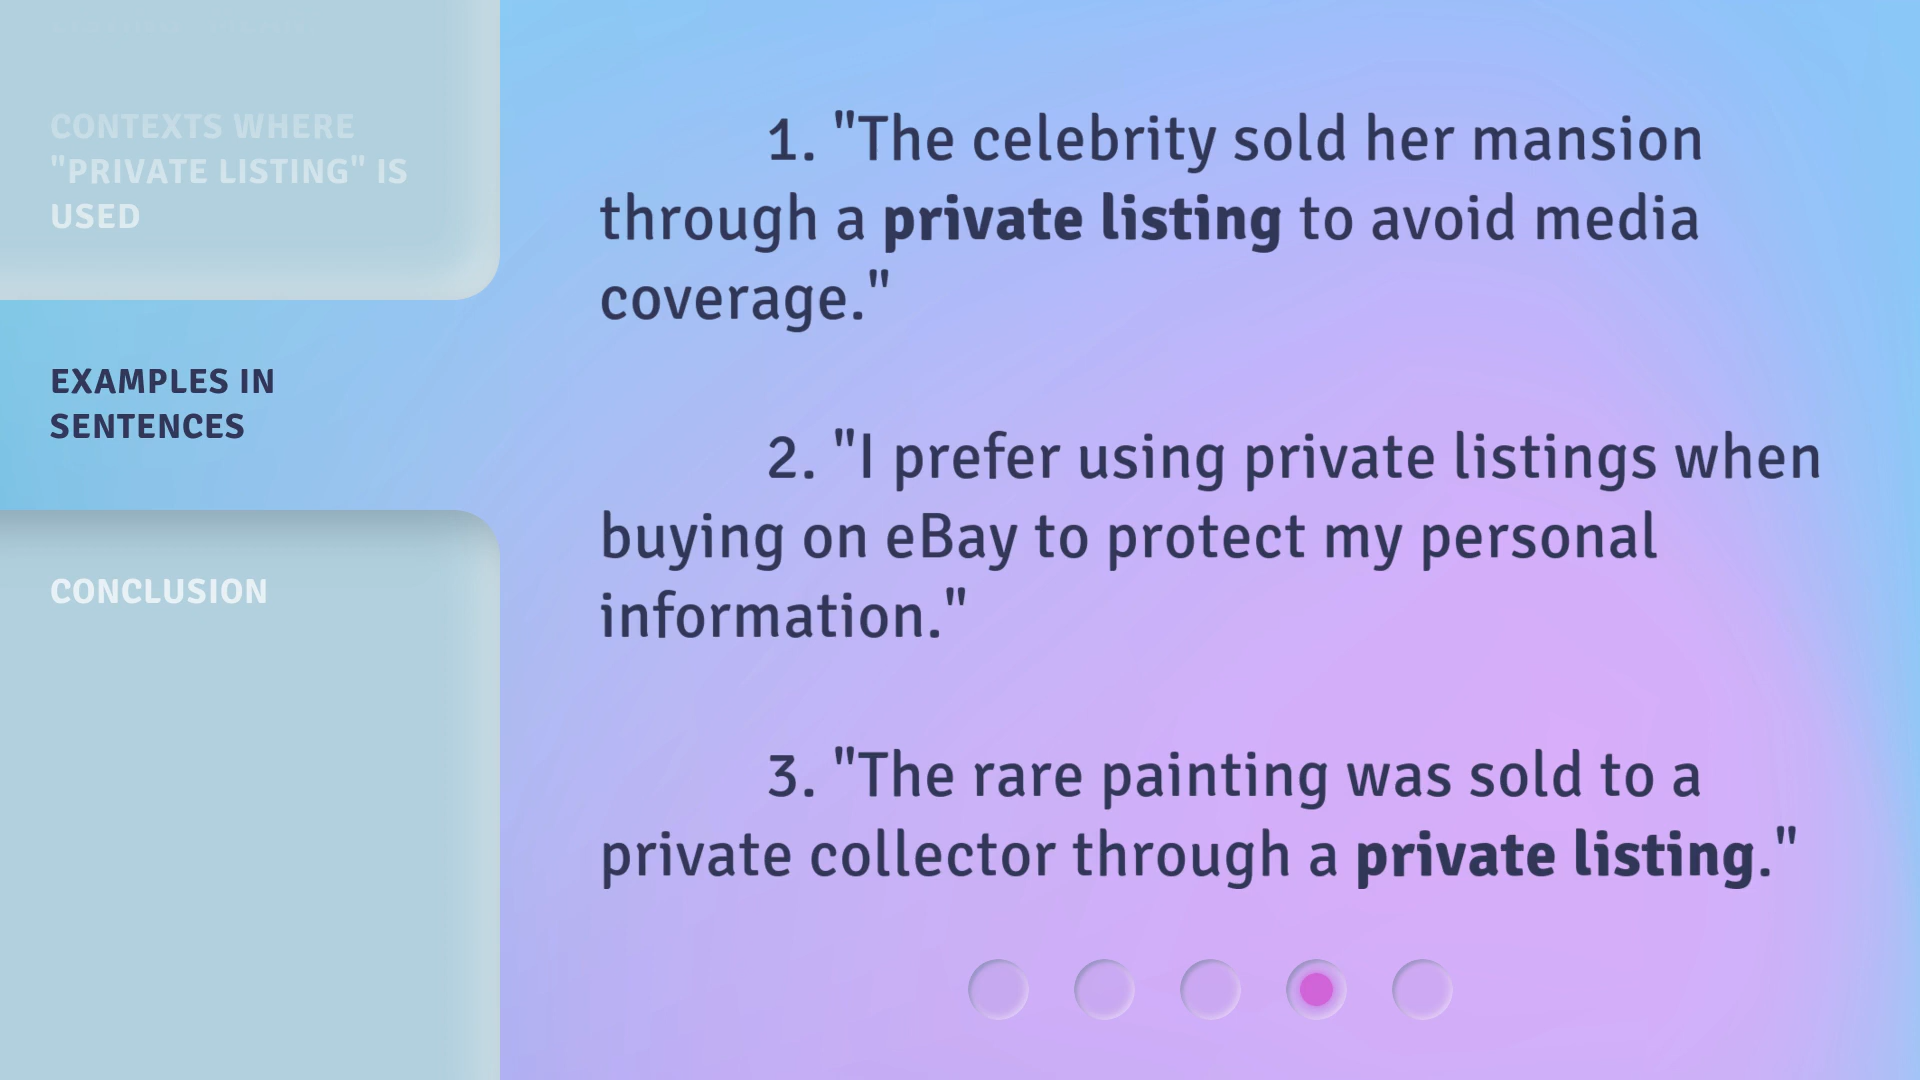 CONTEXTS WHERE
"PRIVATE LISTING" IS
USED
EXAMPLES IN
SENTENCES
CONCLUSION
1. "The celebrity sold her mansion
through a private listing to avoid media
coverage."
2. "I prefer using private listings when
buying on eBay to protect my personal
information."
3. "The rare painting was sold to a
private collector through a private listing."